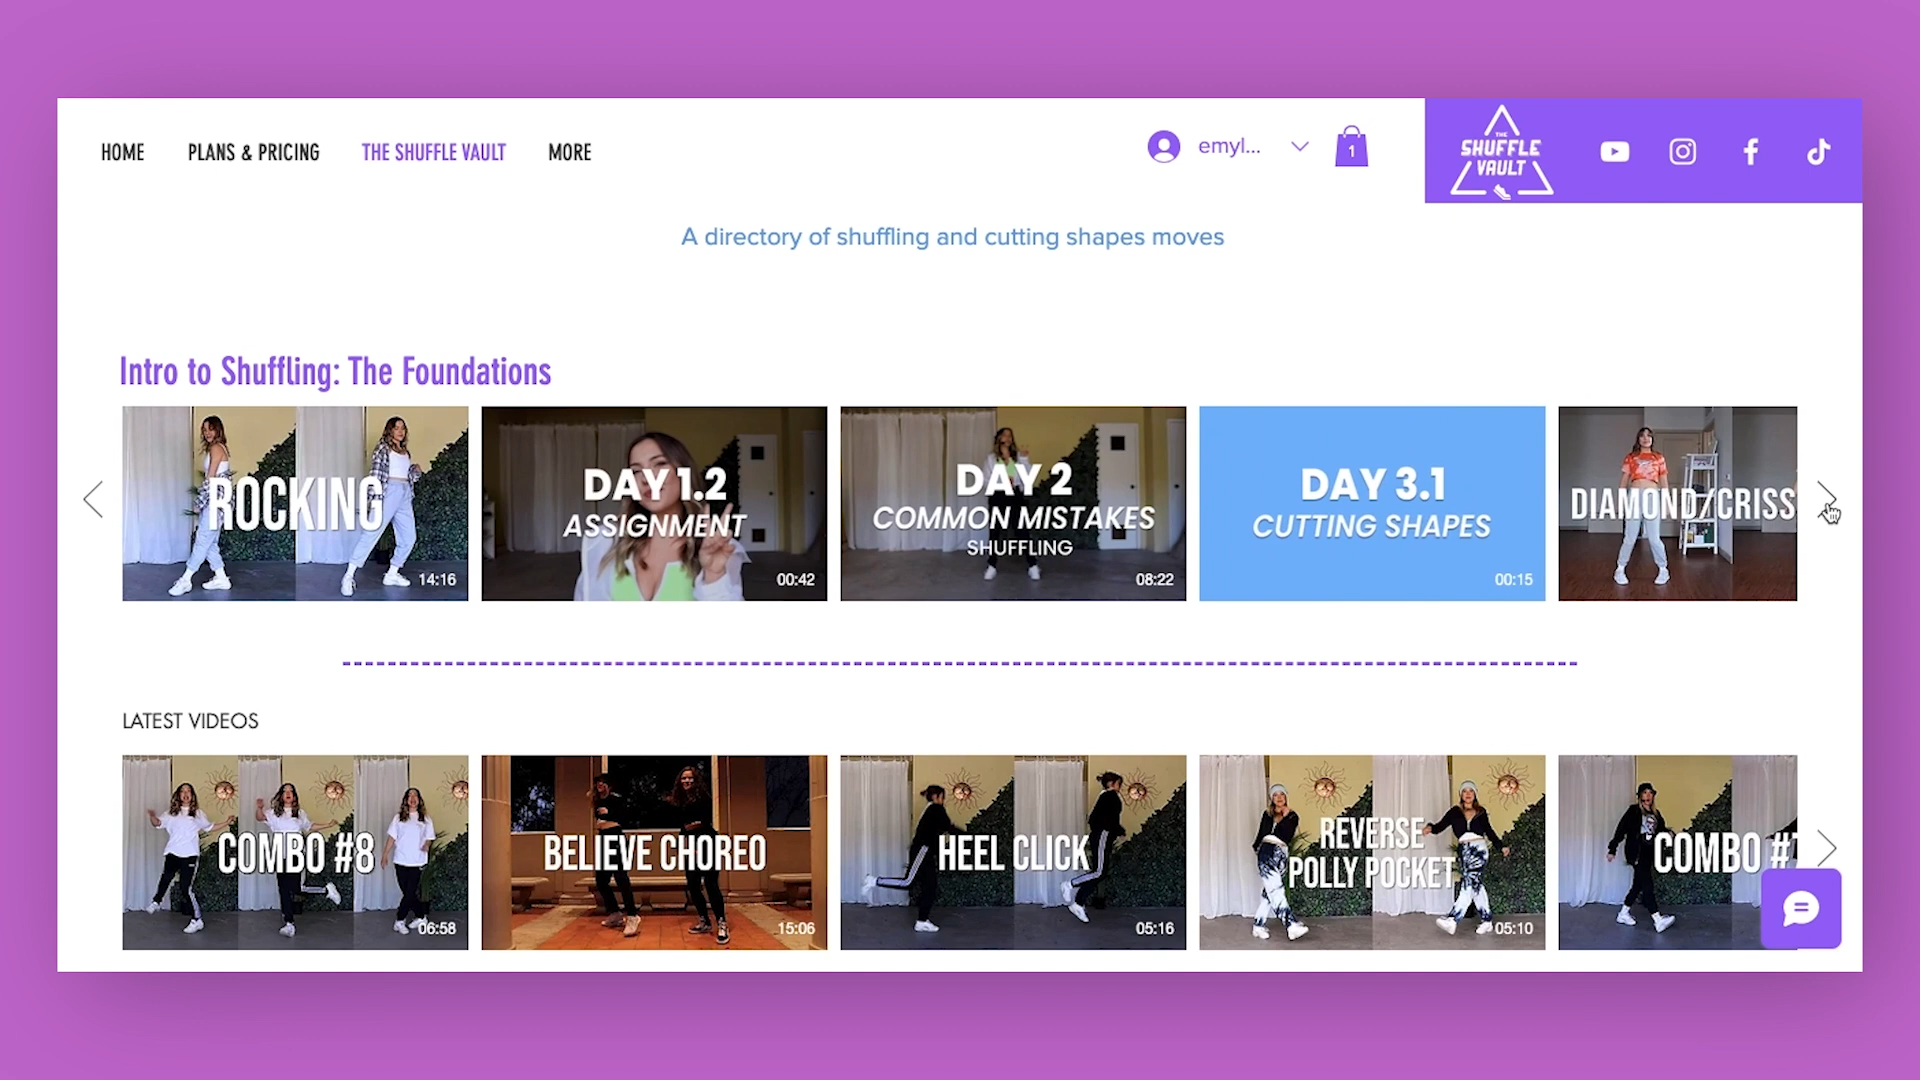 HOME
PLANS & PRICING
THE SHUFFLE VAULT
MORE
emyl...
1
THE
SHUFFLE
VAULT
A directory of shuffling and cutting shapes moves
Intro to Shuffling: The Foundations
ROCKING
14:16
DAY 1.2
ASSIGNMENT
00:42
DAY 2
COMMON MISTAKES
SHUFFLING
08:22
DAY 3.1
CUTTING SHAPES
00:15
DIAMOND/CRISS
LATEST VIDEOS
COMBO #8
06:58
BELIEVE CHOREO
15:06
HEEL CLICK
05:16
REVERSE
POLLY POCKET
05:10
COMBO #